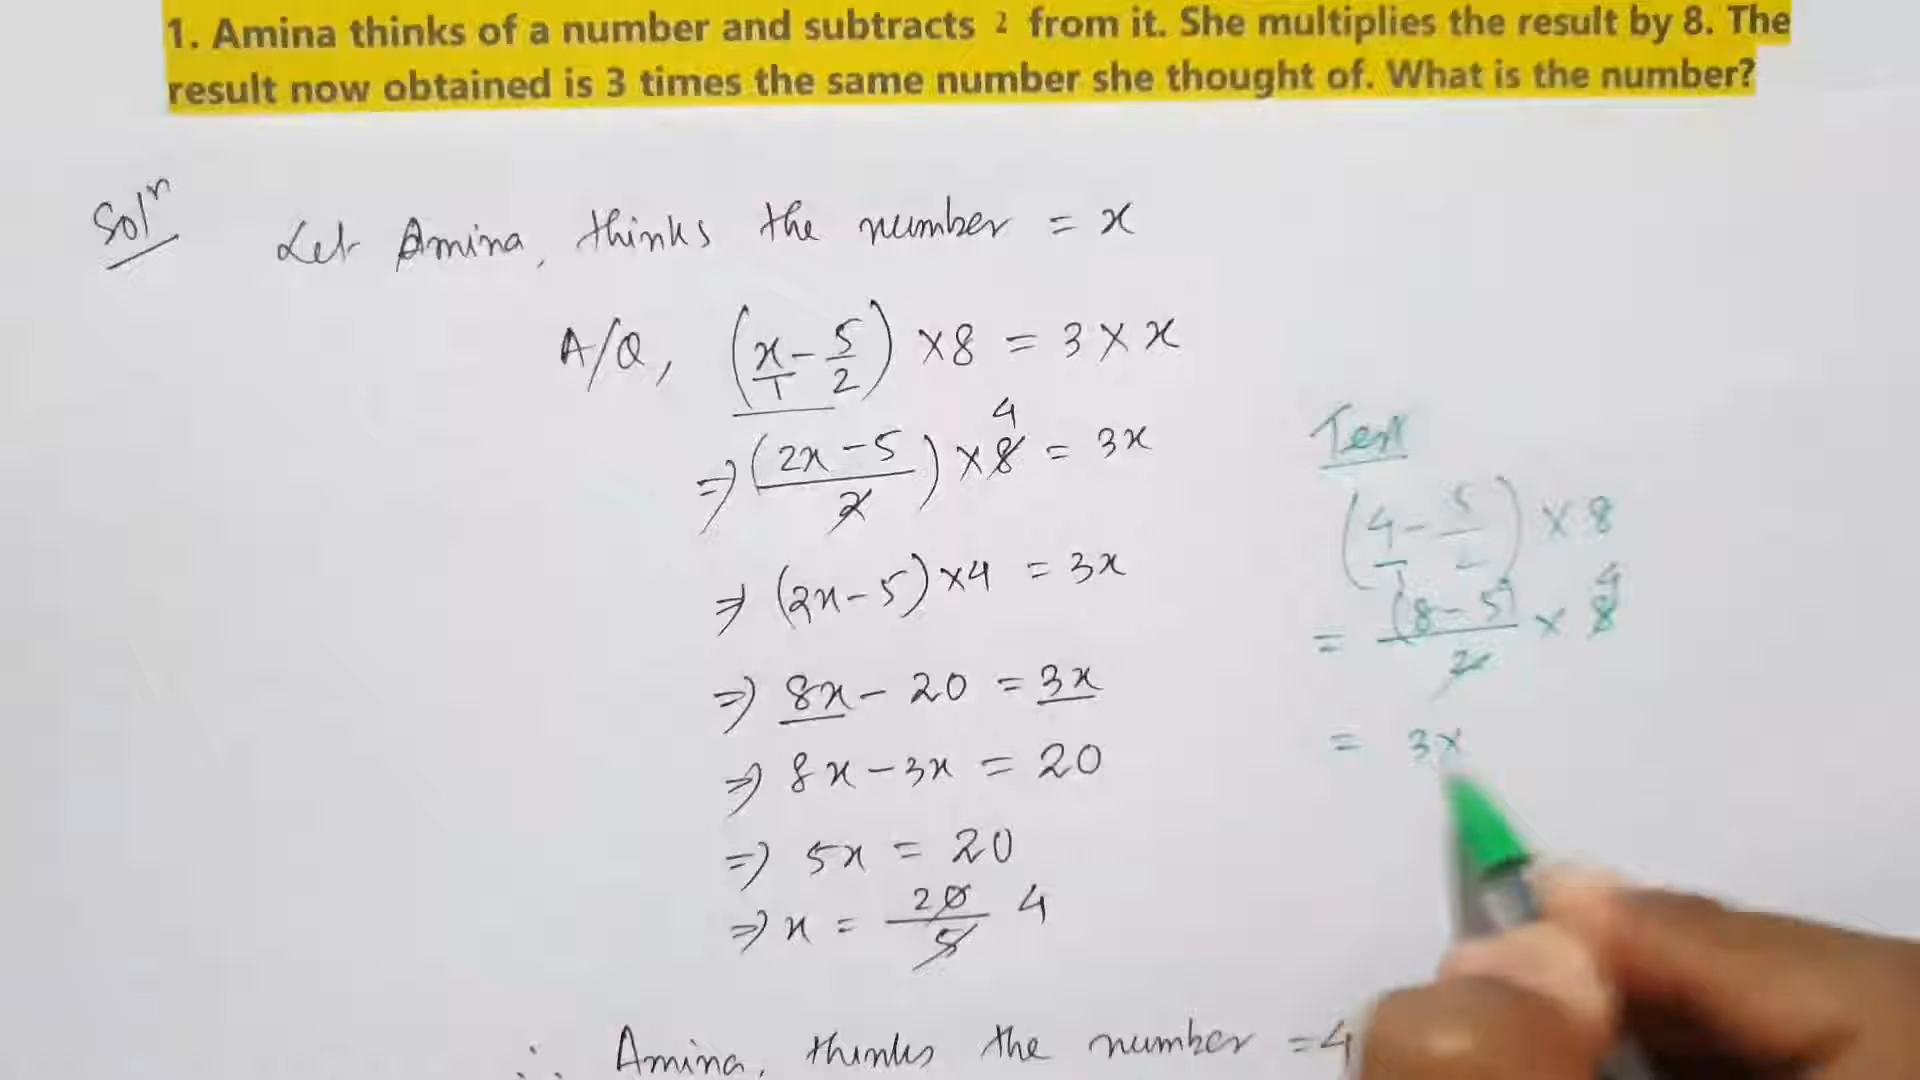 1. Amina thinks of a number and subtracts 2 from it. She multiplies the result by 8. The
result now obtained is 3 times the same number she thought of. What is the number?
Solⁿ
Let Amina, thinks the number = x
A/Q, (x/1 - 5/2) × 8 = 3 × x
⇒ (2x - 5 / 2) × 8 4 = 3x
⇒ (2x - 5) × 4 = 3x
⇒ 8x - 20 = 3x
⇒ 8x - 3x = 20
⇒ 5x = 20
⇒ x = 20/5 4
∴ Amina, thinks the number = 4
Test
(4/1 - 5/) × 8
= (8 - 5)/2 × 8 4
= 3×